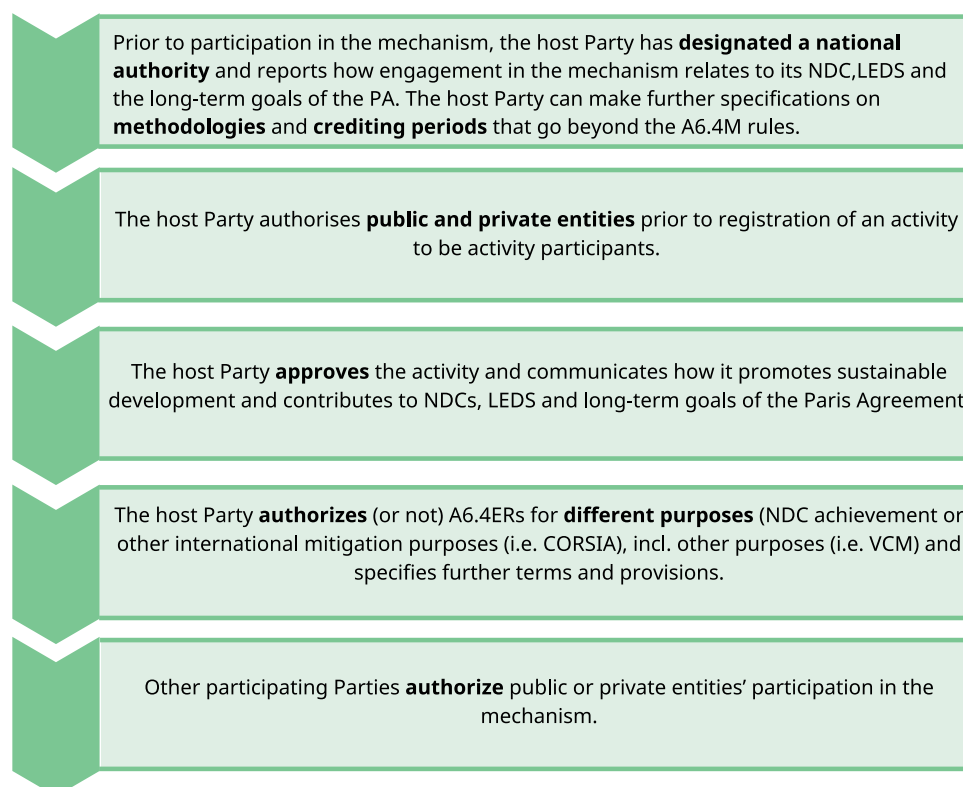 Prior to participation in the mechanism, the host Party has designated a national
authority and reports how engagement in the mechanism relates to its NDC,LEDS and
the long-term goals of the PA. The host Party can make further specifications on
methodologies and crediting periods that go beyond the A6.4M rules.
The host Party authorises public and private entities prior to registration of an activity
to be activity participants.
The host Party approves the activity and communicates how it promotes sustainable
development and contributes to NDCs, LEDS and long-term goals of the Paris Agreement
The host Party authorizes (or not) A6.4ERs for different purposes (NDC achievement or
other international mitigation purposes (i.e. CORSIA), incl. other purposes (i.e. VCM) and
specifies further terms and provisions.
Other participating Parties authorize public or private entities’ participation in the
mechanism.